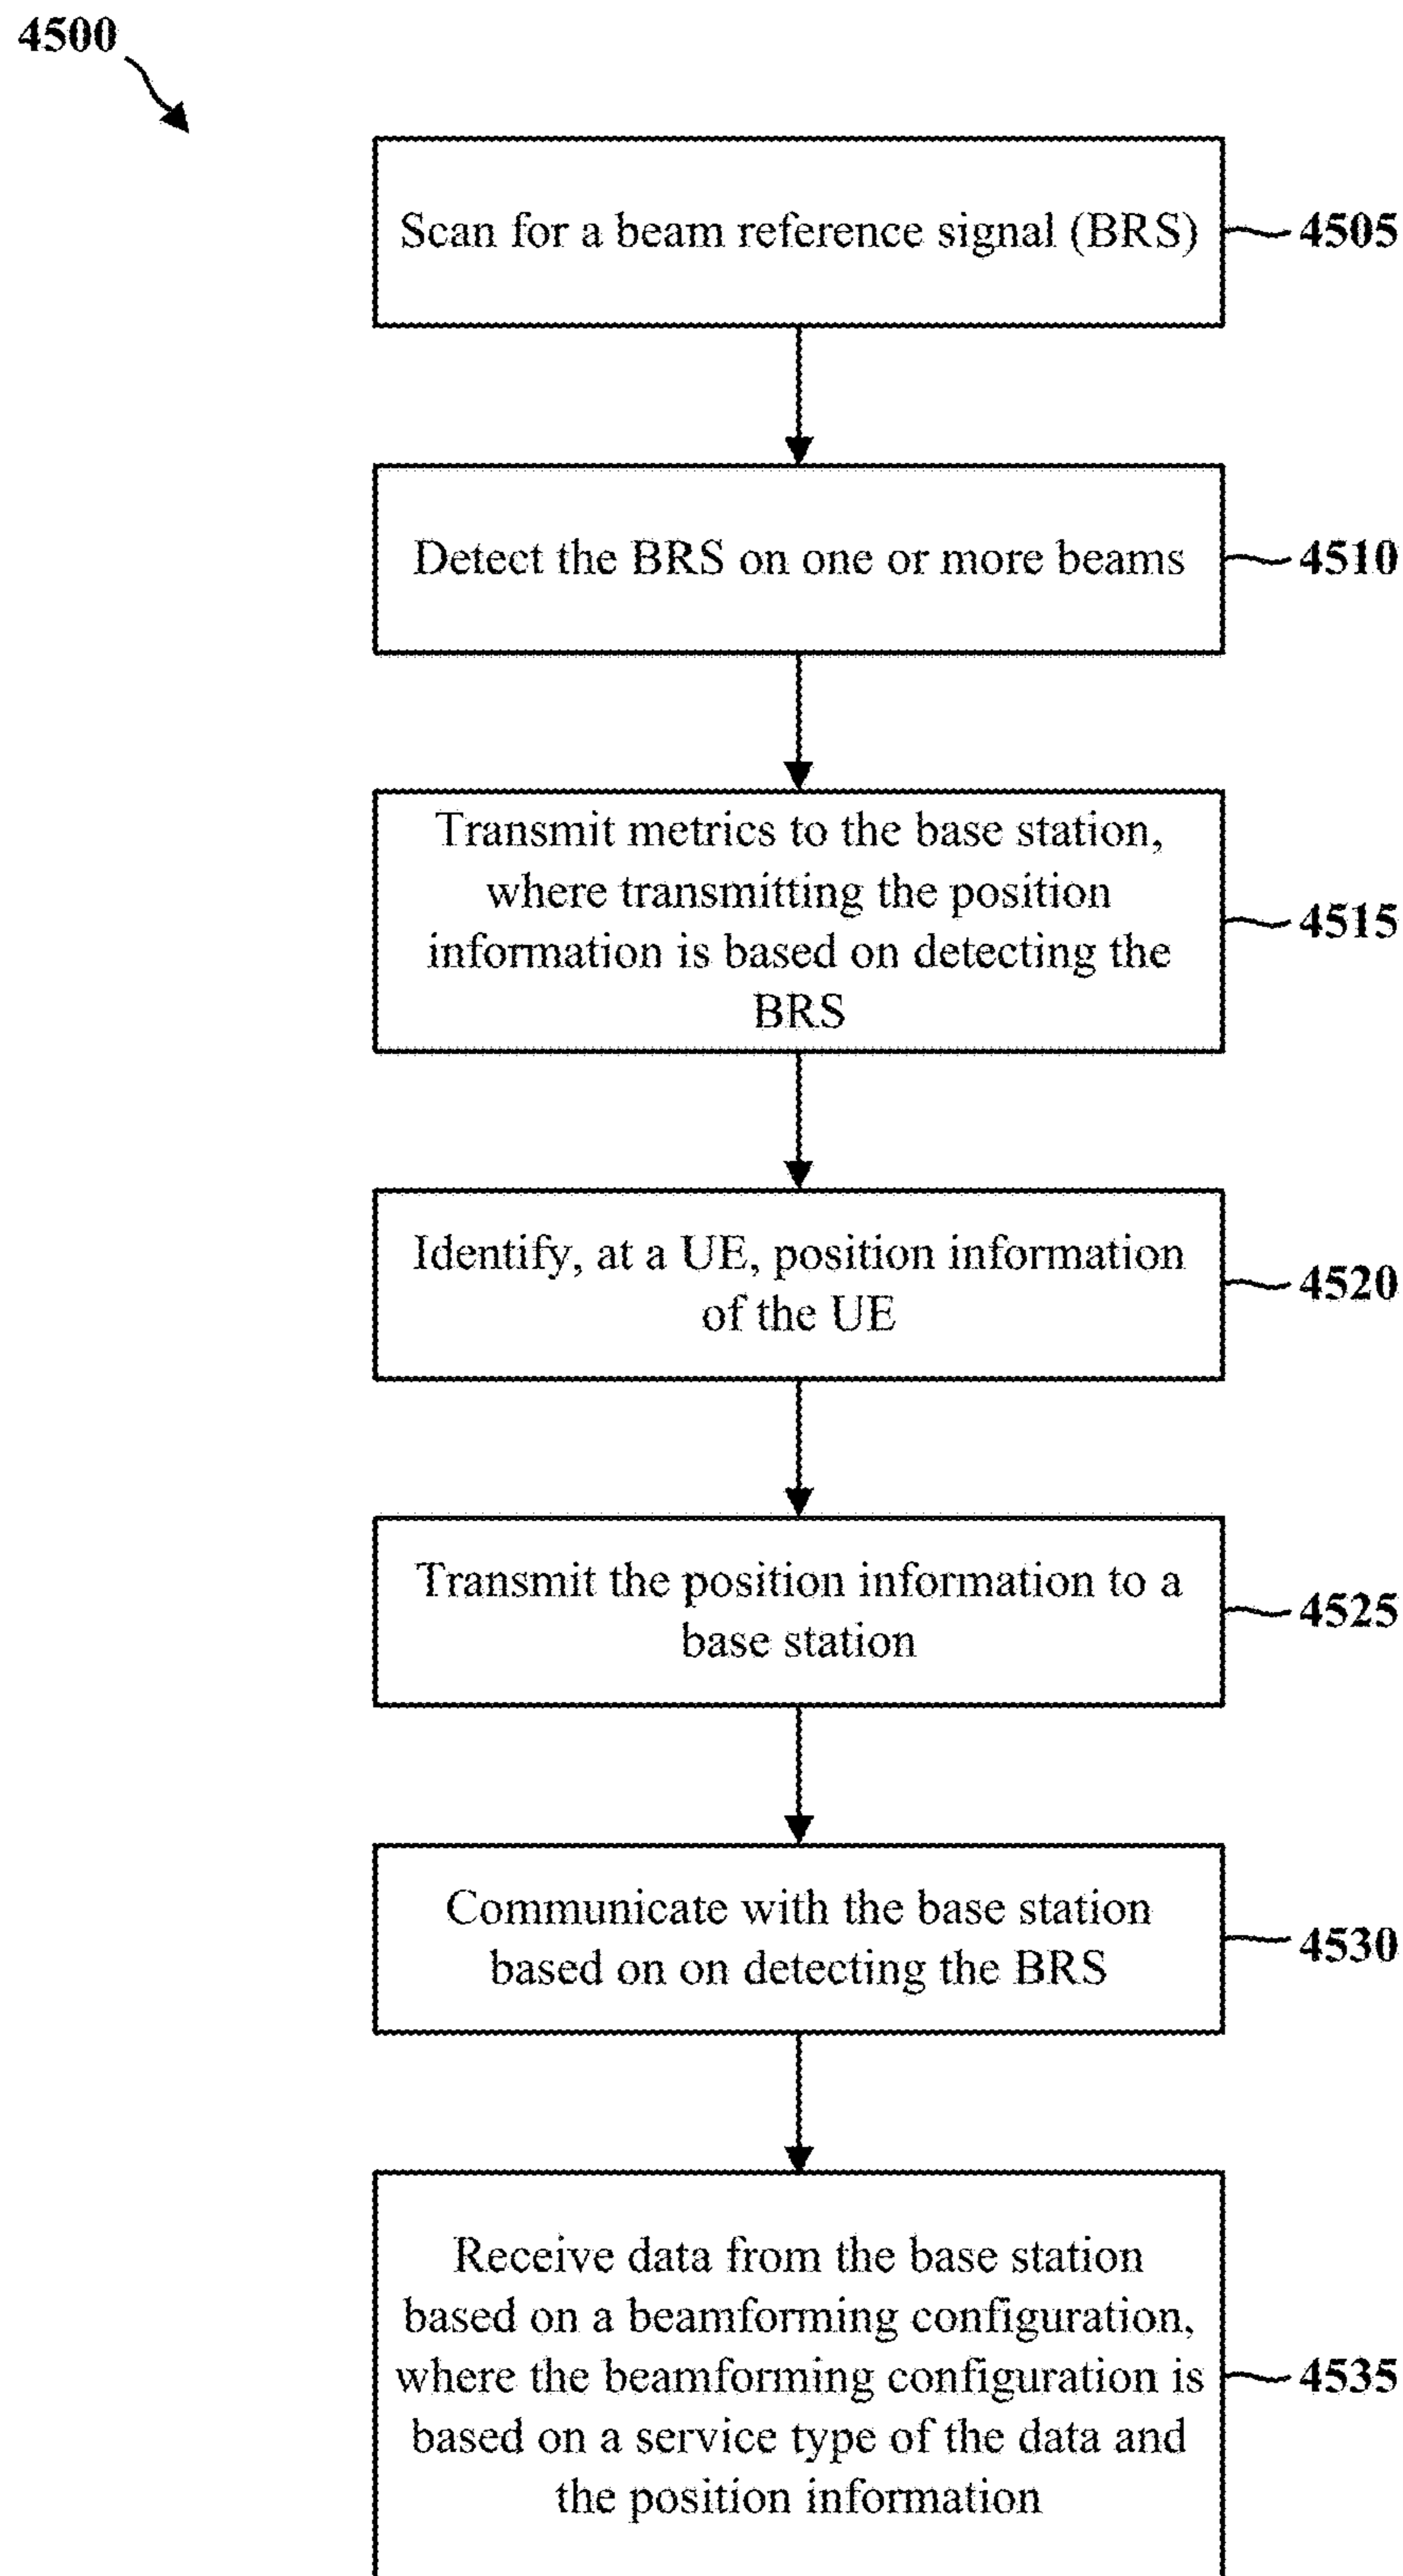 4500
Scan for a beam reference signal (BRS)
4505
Detect the BRS on one or more beams
4510
Transmit metrics to the base station,
where transmitting the position
information is based on detecting the
BRS
4515
Identify, at a UE, position information
of the UE
4520
Transmit the position information to a
base station
4525
Communicate with the base station
based on on detecting the BRS
4530
Receive data from the base station
based on a beamforming configuration,
where the beamforming configuration is
based on a service type of the data and
the position information
4535